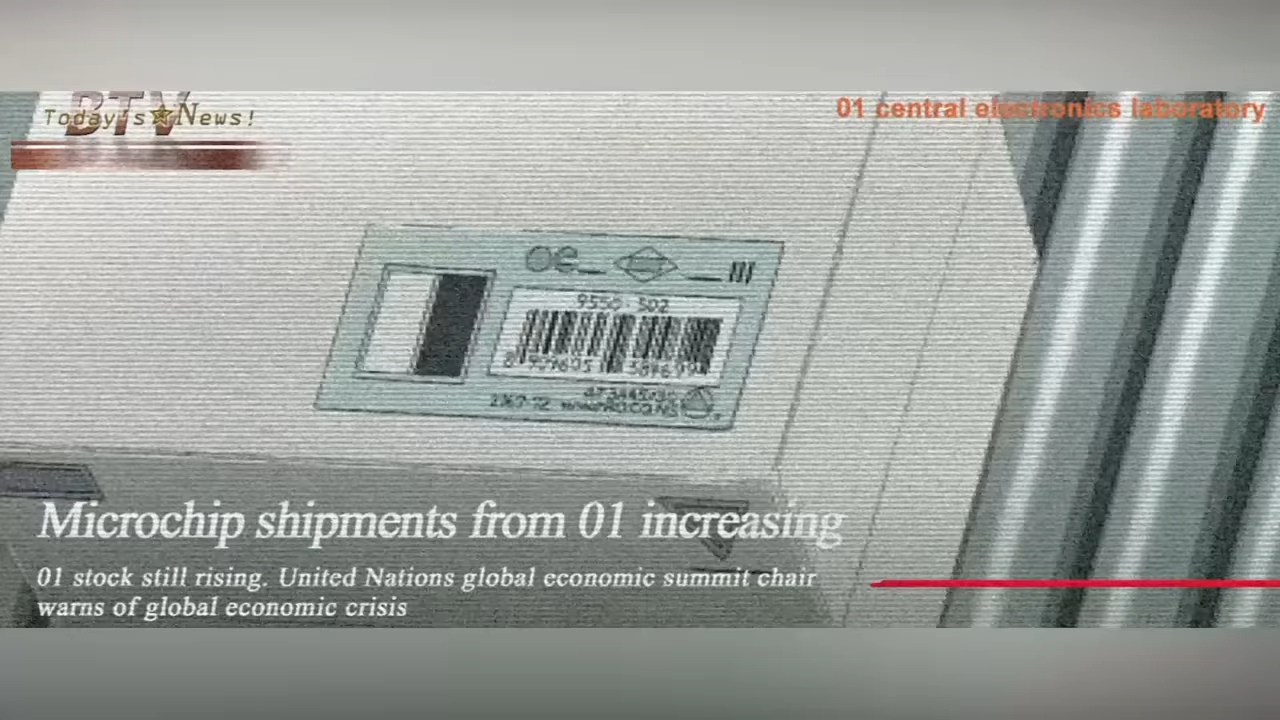 BTV
Today's News!
01 central electronics laboratory
9550-502
Microchip shipments from 01 increasing
01 stock still rising. United Nations global economic summit chair
warns of global economic crisis